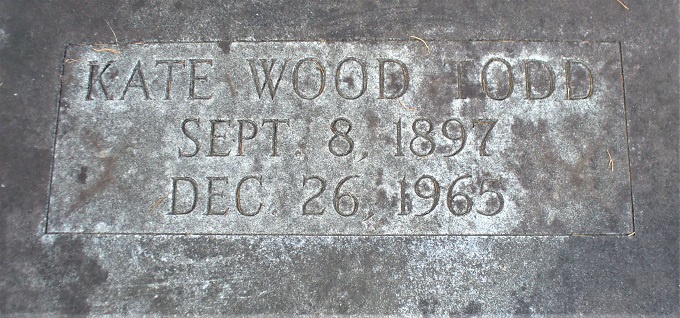 KATE WOOD TODD
SEPT. 8, 1897
DEC. 26, 1965